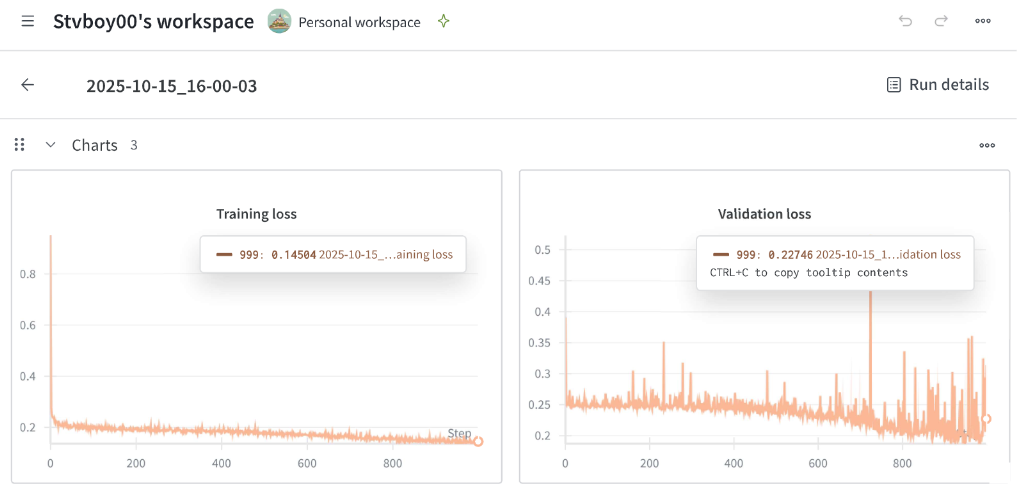 Stvboy00's workspace Personal workspace
2025-10-15_16-00-03 Run details
Charts 3
Training loss
999: 0.14504 2025-10-15_...aining loss
0.8
0.6
0.4
0.2
Step
0 200 400 600 800
Validation loss
999: 0.22746 2025-10-15_1...idation loss
CTRL+C to copy tooltip contents
0.5
0.45
0.4
0.35
0.3
0.25
0.2
0 200 400 600 800